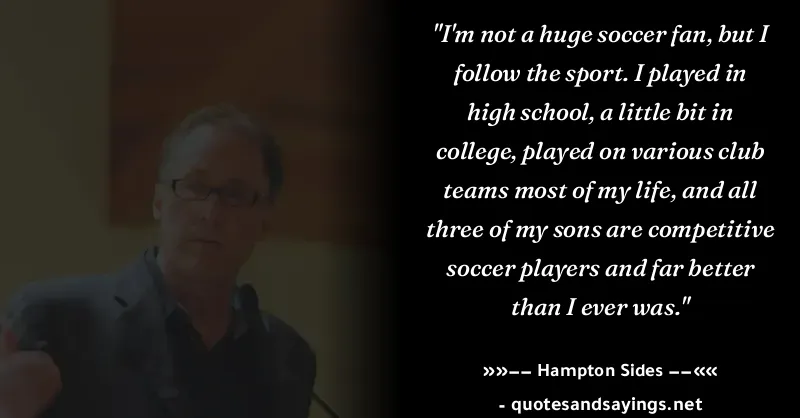 "I'm not a huge soccer fan, but I
follow the sport. I played in
high school, a little bit in
college, played on various club
teams most of my life, and all
three of my sons are competitive
soccer players and far better
than I ever was."
»»-- Hampton Sides --««
- quotesandsayings.net